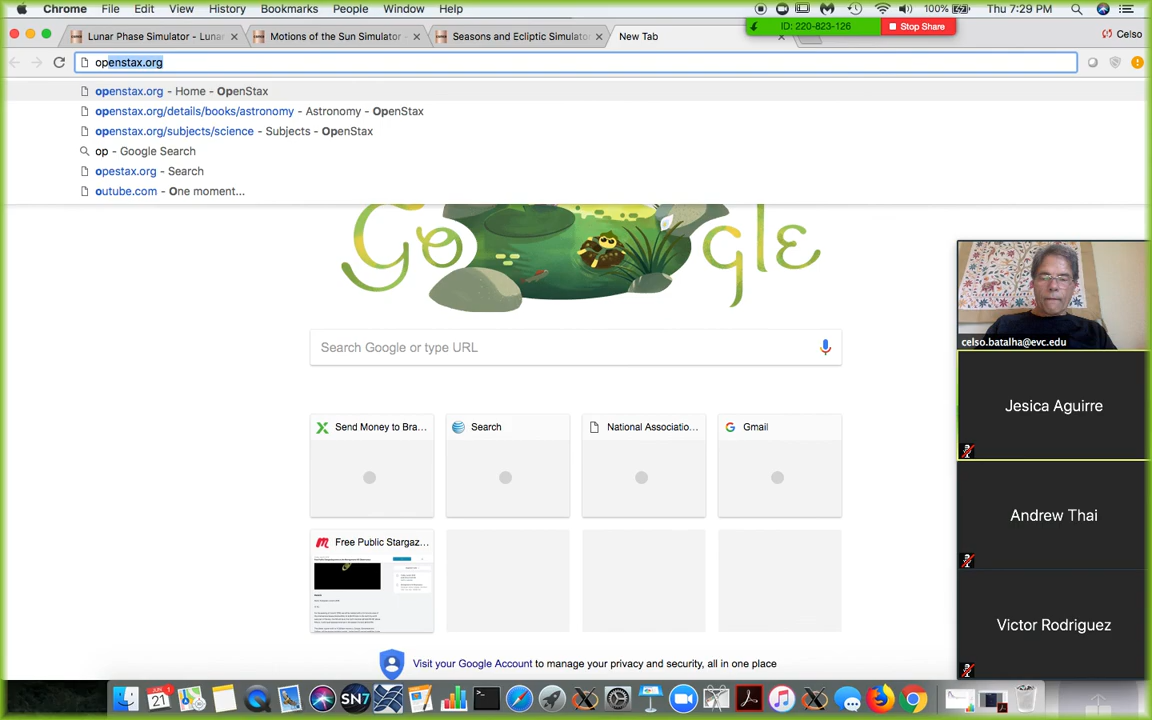 Chrome File Edit View History Bookmarks People Window Help 100% Thu 7:29 PM
ID: 220-823-126 Stop Share
Lunar Phase Simulator - Luna Motions of the Sun Simulator - Seasons and Ecliptic Simulato New Tab Celso
openstax.org
openstax.org - Home - OpenStax
openstax.org/details/books/astronomy - Astronomy - OpenStax
openstax.org/subjects/science - Subjects - OpenStax
op - Google Search
opestax.org - Search
outube.com - One moment...
Google
Search Google or type URL
celso.batalha@evc.edu
Jesica Aguirre
Send Money to Bra... Search National Associatio... Gmail
Andrew Thai
Free Public Stargaz...
Victor Rodriguez
Visit your Google Account to manage your privacy and security, all in one place
JUN 21 SN7